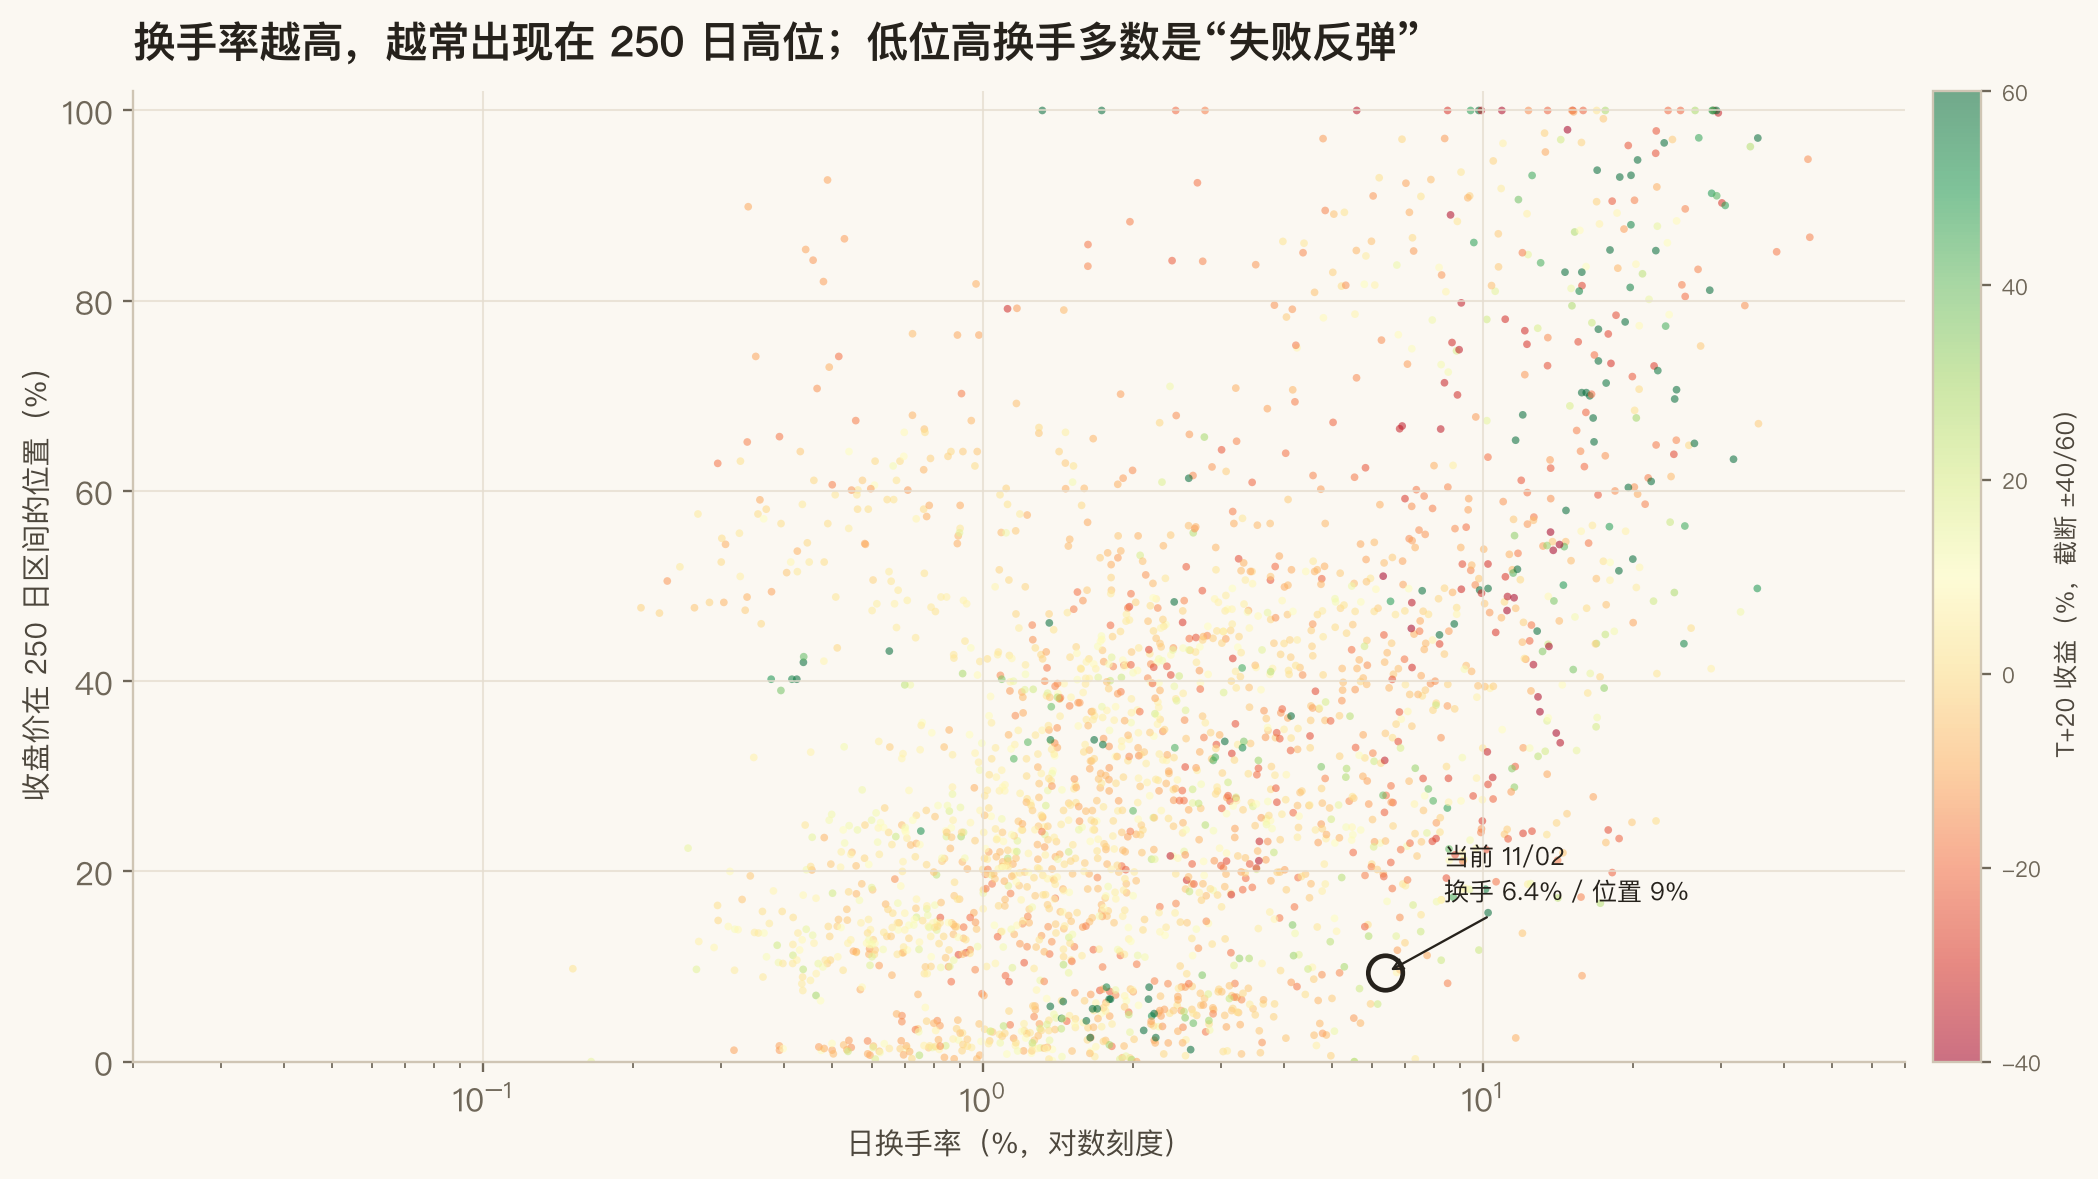 换手率越高，越常出现在 250 日高位；低位高换手多数是“失败反弹”
100
80
60
40
20
0
收盘价在 250 日区间的位置（%）
10⁻¹
10⁰
10¹
日换手率（%，对数刻度）
当前 11/02
换手 6.4% / 位置 9%
60
40
20
0
−20
−40
T+20 收益（%，截断 ±40/60）